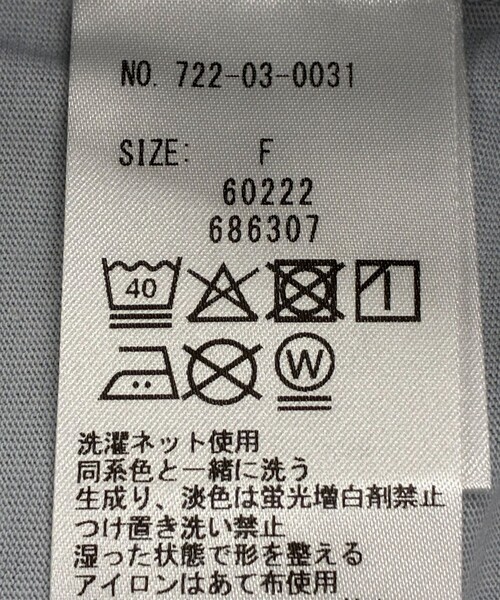 NO. 722-03-0031
SIZE: F
60222
686307
40
W
洗濯ネット使用
同系色と一緒に洗う
生成り、淡色は蛍光増白剤禁止
つけ置き洗い禁止
湿った状態で形を整える
アイロンはあて布使用